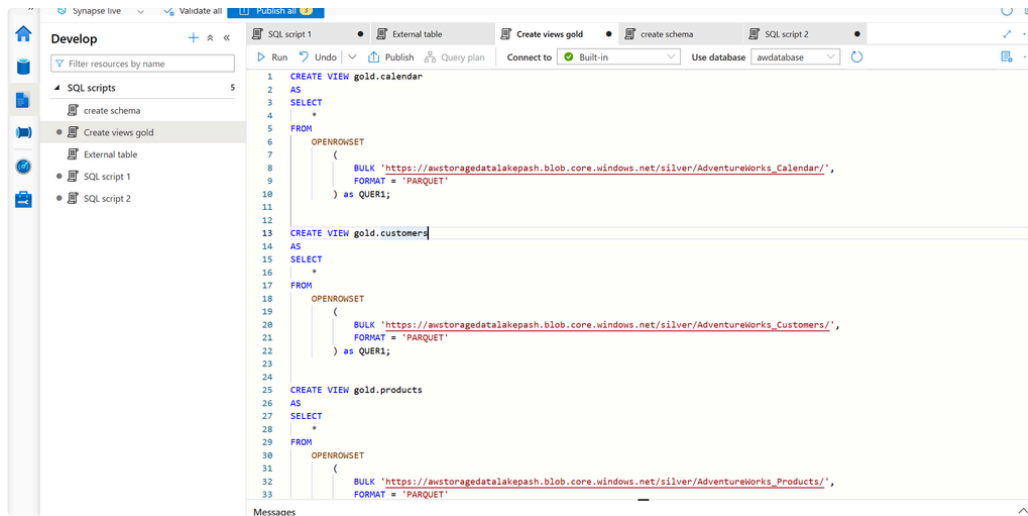 Synapse live Validate all Publish all 3
Develop
Filter resources by name
SQL scripts 5
create schema
Create views gold
External table
SQL script 1
SQL script 2
SQL script 1 External table Create views gold create schema SQL script 2
Run Undo Publish Query plan Connect to Built-in Use database awdatabase
1 CREATE VIEW gold.calendar
2 AS
3 SELECT
4 *
5 FROM
6 OPENROWSET
7 (
8 BULK 'https://awstoragedatalakepash.blob.core.windows.net/silver/AdventureWorks_Calendar/',
9 FORMAT = 'PARQUET'
10 ) as QUER1;
11
12
13 CREATE VIEW gold.customers
14 AS
15 SELECT
16 *
17 FROM
18 OPENROWSET
19 (
20 BULK 'https://awstoragedatalakepash.blob.core.windows.net/silver/AdventureWorks_Customers/',
21 FORMAT = 'PARQUET'
22 ) as QUER1;
23
24
25 CREATE VIEW gold.products
26 AS
27 SELECT
28 *
29 FROM
30 OPENROWSET
31 (
32 BULK 'https://awstoragedatalakepash.blob.core.windows.net/silver/AdventureWorks_Products/',
33 FORMAT = 'PARQUET'
Messages